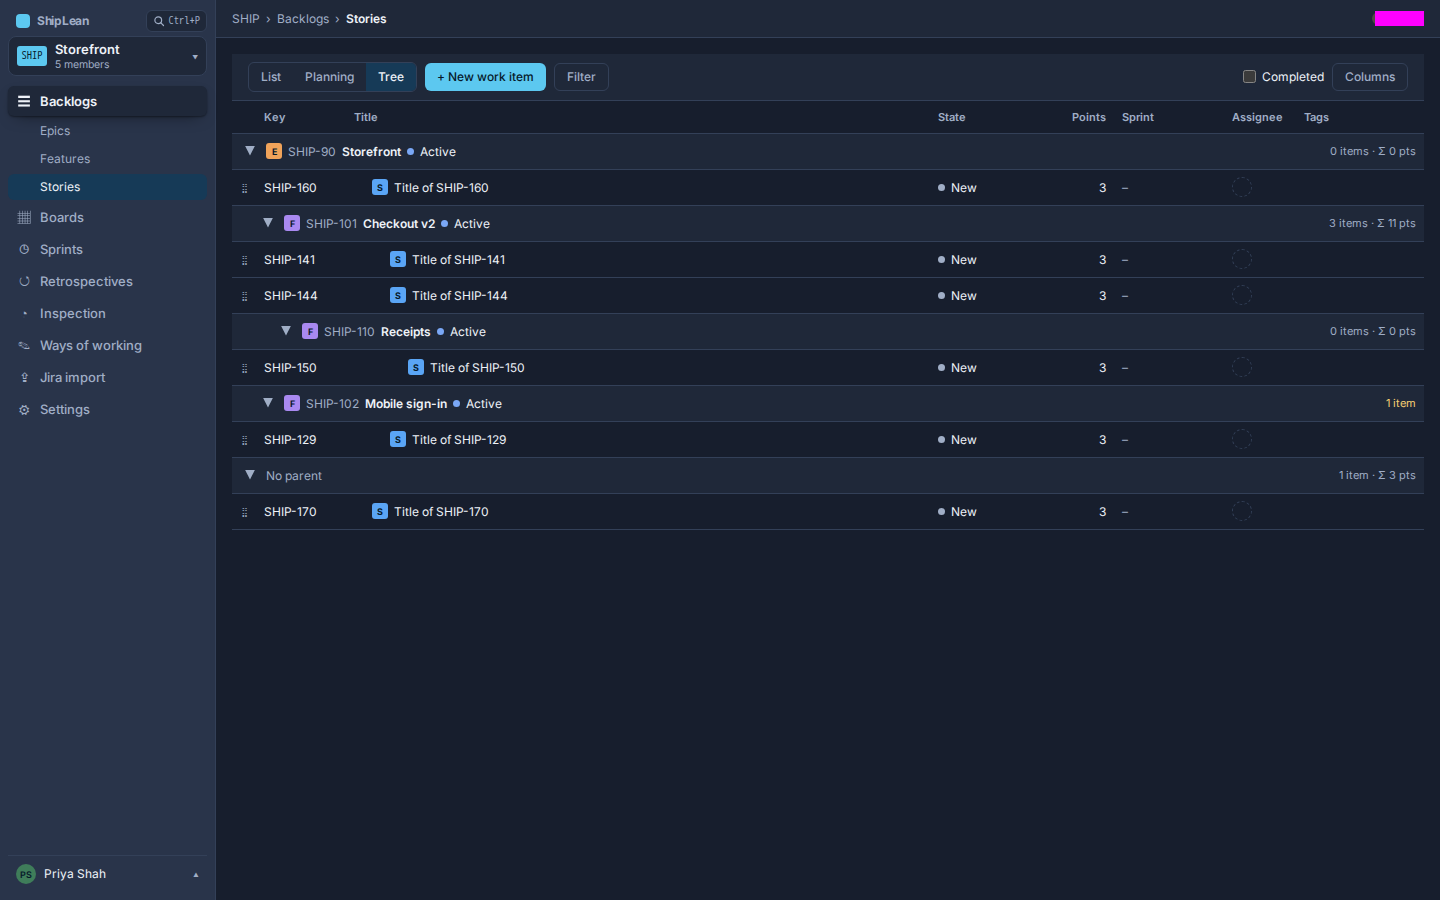 ShipLean
Ctrl+P
SHIP
Storefront
5 members
Backlogs
Epics
Features
Stories
Boards
Sprints
Retrospectives
Inspection
Ways of working
Jira import
Settings
PS
Priya Shah
SHIP › Backlogs › Stories
List
Planning
Tree
+ New work item
Filter
Completed
Columns
Key Title State Points Sprint Assignee Tags
E SHIP-90 Storefront Active 0 items · Σ 0 pts
SHIP-160 S Title of SHIP-160 New 3 –
F SHIP-101 Checkout v2 Active 3 items · Σ 11 pts
SHIP-141 S Title of SHIP-141 New 3 –
SHIP-144 S Title of SHIP-144 New 3 –
F SHIP-110 Receipts Active 0 items · Σ 0 pts
SHIP-150 S Title of SHIP-150 New 3 –
F SHIP-102 Mobile sign-in Active 1 item
SHIP-129 S Title of SHIP-129 New 3 –
No parent 1 item · Σ 3 pts
SHIP-170 S Title of SHIP-170 New 3 –